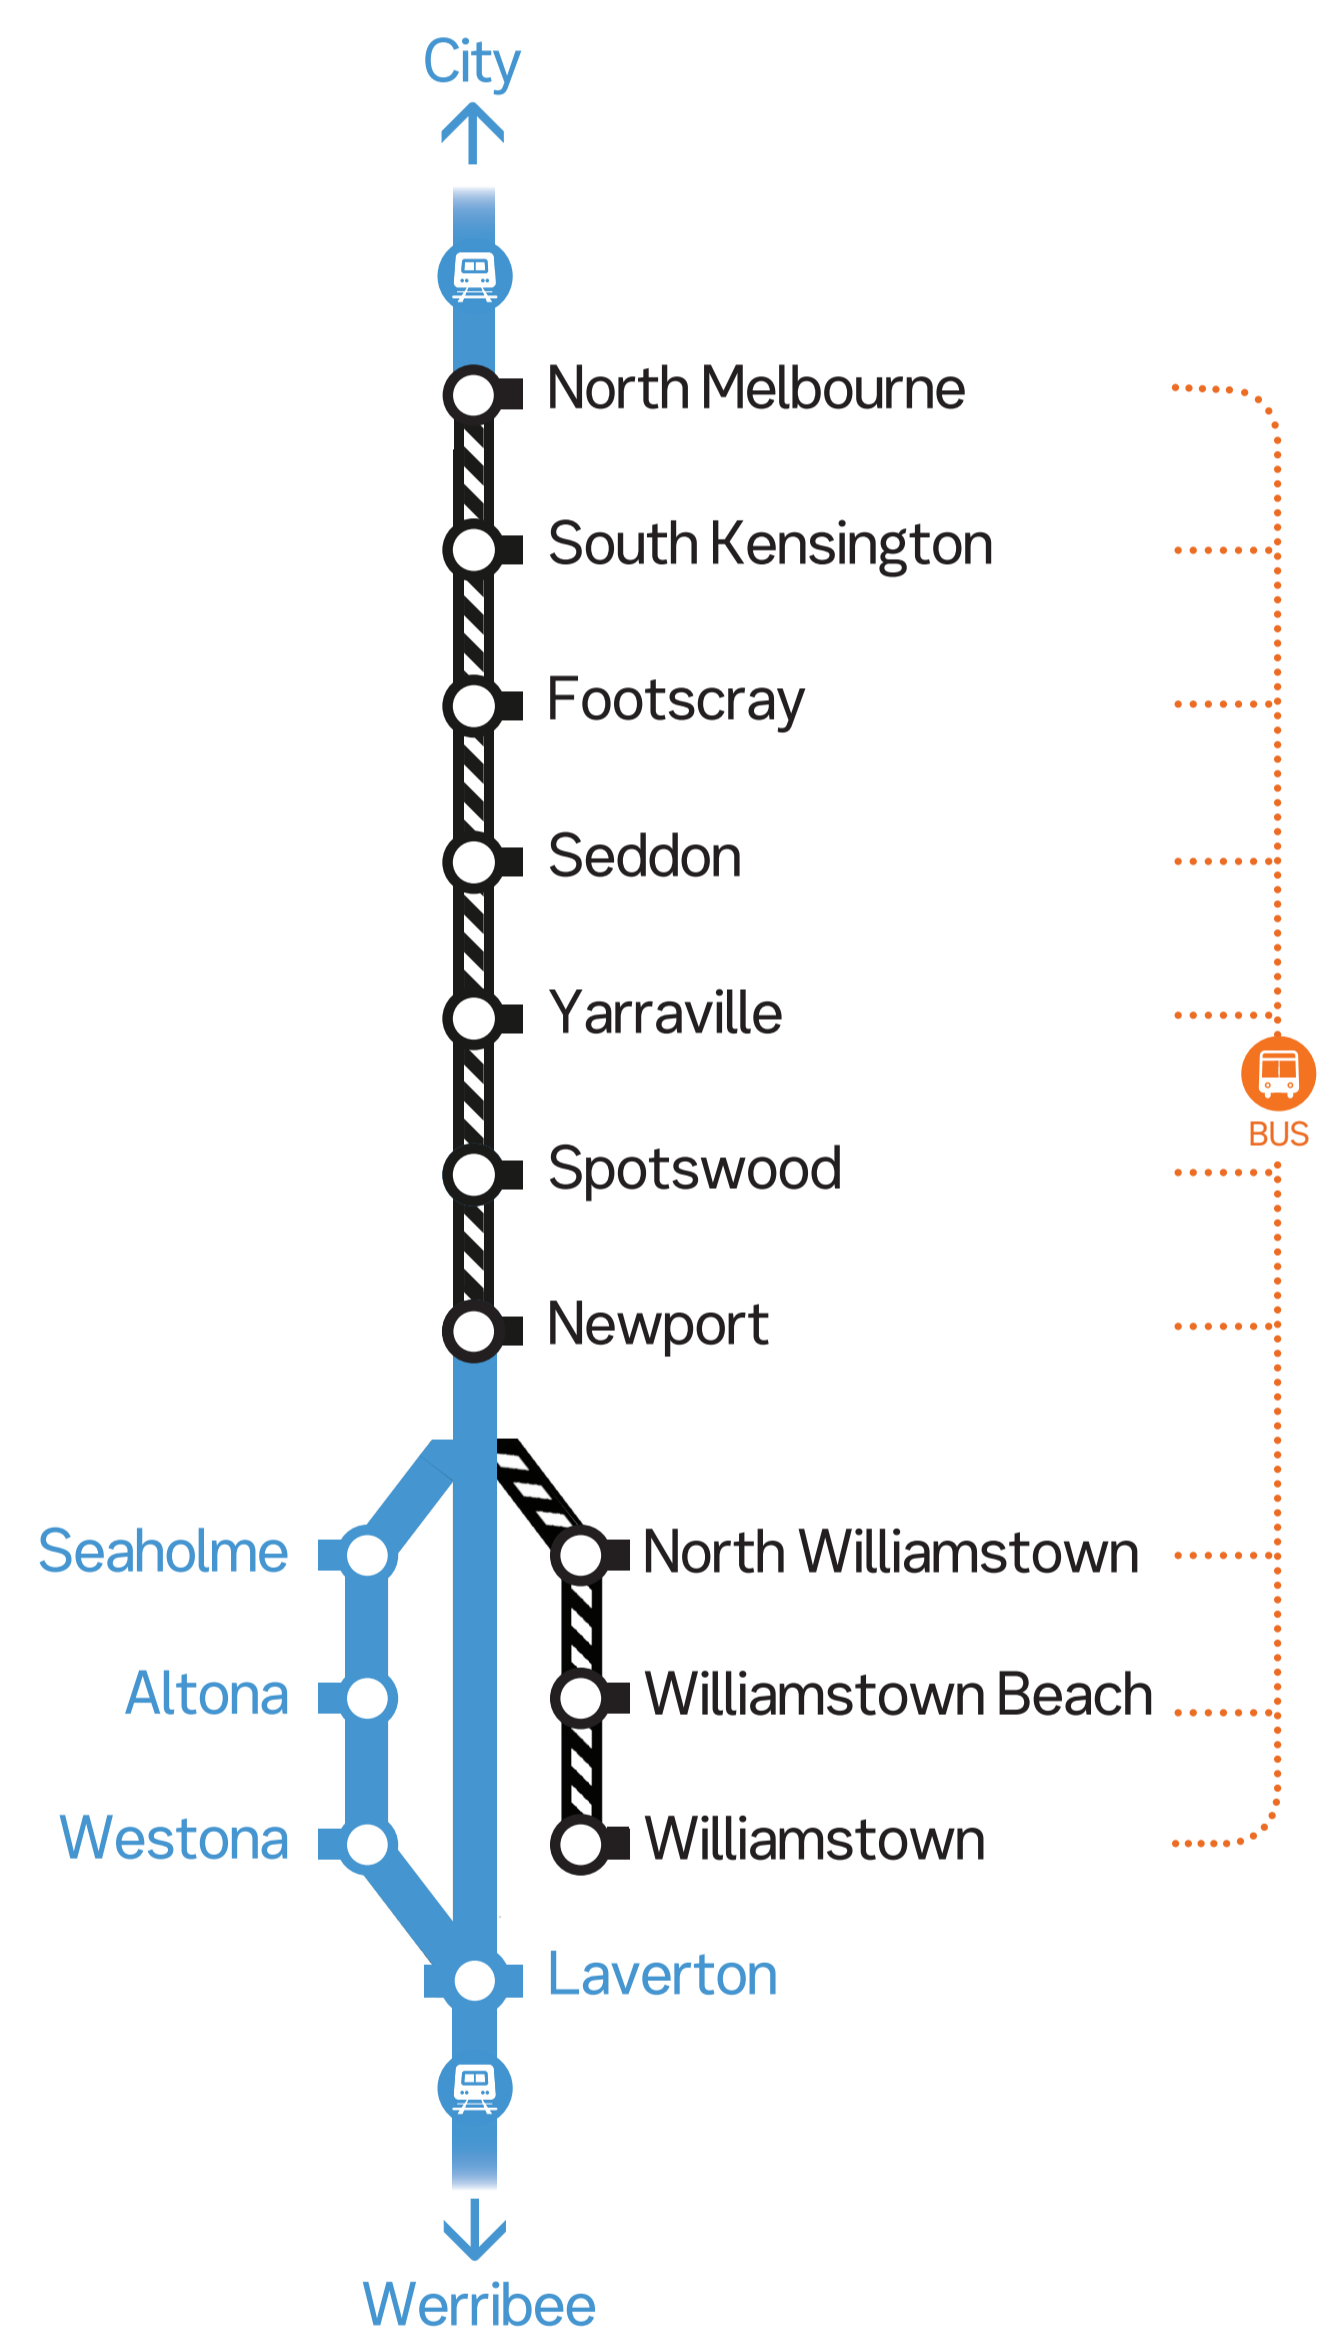 City
North Melbourne
South Kensington
Footscray
Seddon
Yarraville
BUS
Spotswood
Newport
Seaholme
North Williamstown
Altona
Williamstown Beach
Westona
Williamstown
Laverton
Werribee